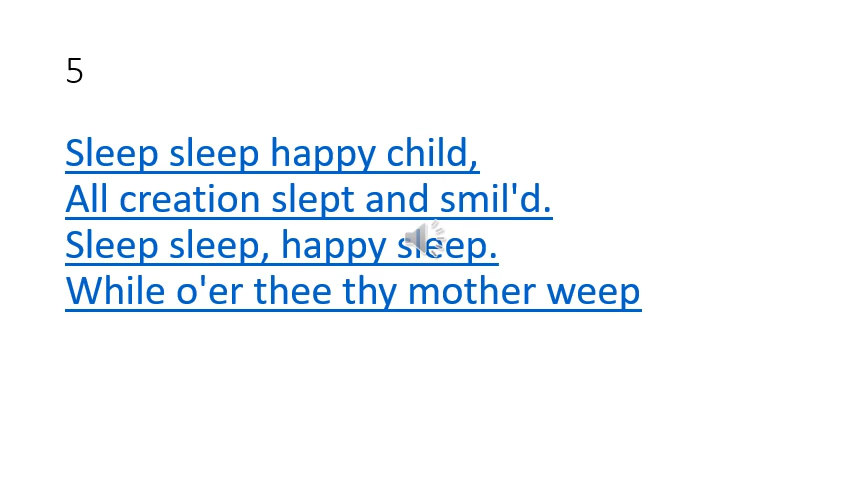 5
Sleep sleep happy child,
All creation slept and smil'd.
Sleep sleep, happy sleep.
While o'er thee thy mother weep